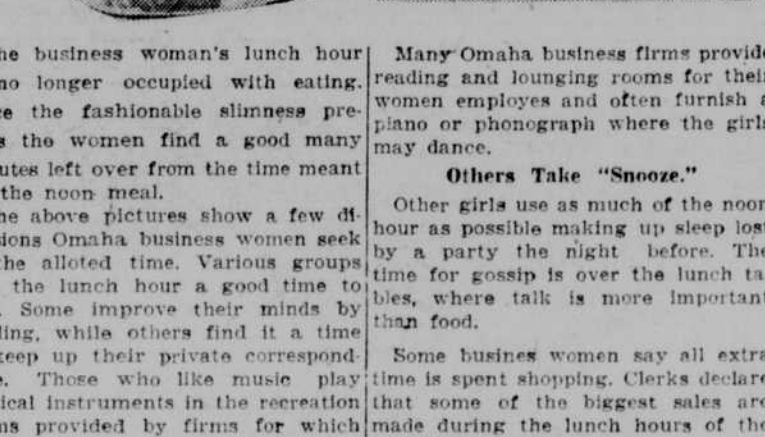 he business woman's lunch hour
no longer occupied with eating.
e the fashionable slimness pre-
s the women find a good many
utes left over from the time meant
the noon meal.
he above pictures show a few di-
sions Omaha business women seek
the alloted time. Various groups
the lunch hour a good time to
. Some improve their minds by
ding, while others find it a time
keep up their private correspond-
e. Those who like music play
ical instruments in the recreation
ms provided by firms for which
Many Omaha business firms provide
reading and lounging rooms for their
women employes and often furnish a
piano or phonograph where the girls
may dance.
Others Take "Snooze."
Other girls use as much of the noon
hour as possible making up sleep lost
by a party the night before. The
time for gossip is over the lunch ta-
bles, where talk is more important
than food.
Some busines women say all extra
time is spent shopping. Clerks declare
that some of the biggest sales are
made during the lunch hours of the